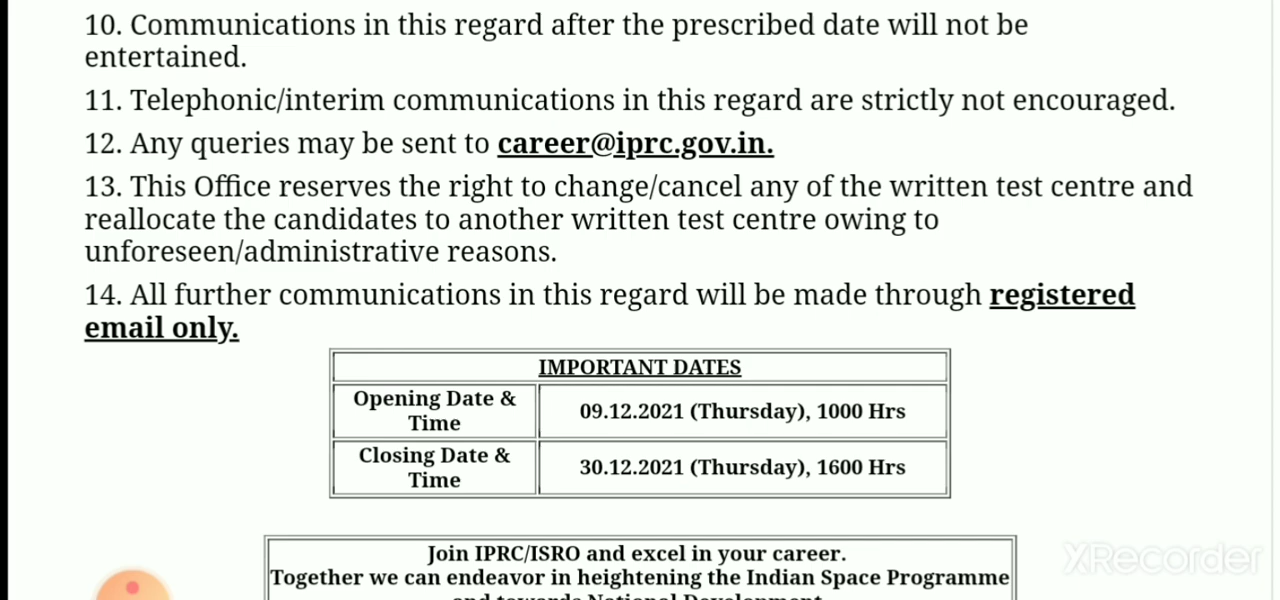 10. Communications in this regard after the prescribed date will not be
entertained.
11. Telephonic/interim communications in this regard are strictly not encouraged.
12. Any queries may be sent to career@iprc.gov.in.
13. This Office reserves the right to change/cancel any of the written test centre and
reallocate the candidates to another written test centre owing to
unforeseen/administrative reasons.
14. All further communications in this regard will be made through registered
email only.
IMPORTANT DATES
Opening Date &
Time
09.12.2021 (Thursday), 1000 Hrs
Closing Date &
Time
30.12.2021 (Thursday), 1600 Hrs
Join IPRC/ISRO and excel in your career.
Together we can endeavor in heightening the Indian Space Programme
and towards National Development
XRecorder